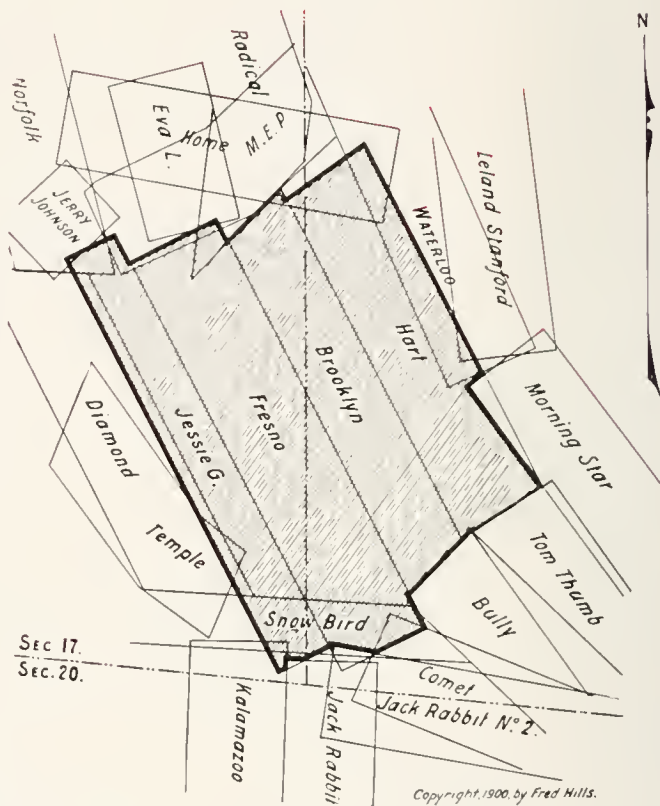 N
Norfolk
Radical
Eva L.
Home
M.E.P
JERRY
JOHNSON
WATERLOO
Leland Stanford
Hart
Brooklyn
Fresno
Jessie G.
Diamond
Temple
Morning Star
Tom Thumb
Bully
Snow Bird
SEC 17.
SEC. 20.
Comet
Jack Rabbit Nº 2.
Kalamazoo
Jack Rabbit
Copyright, 1900, by Fred Hills.